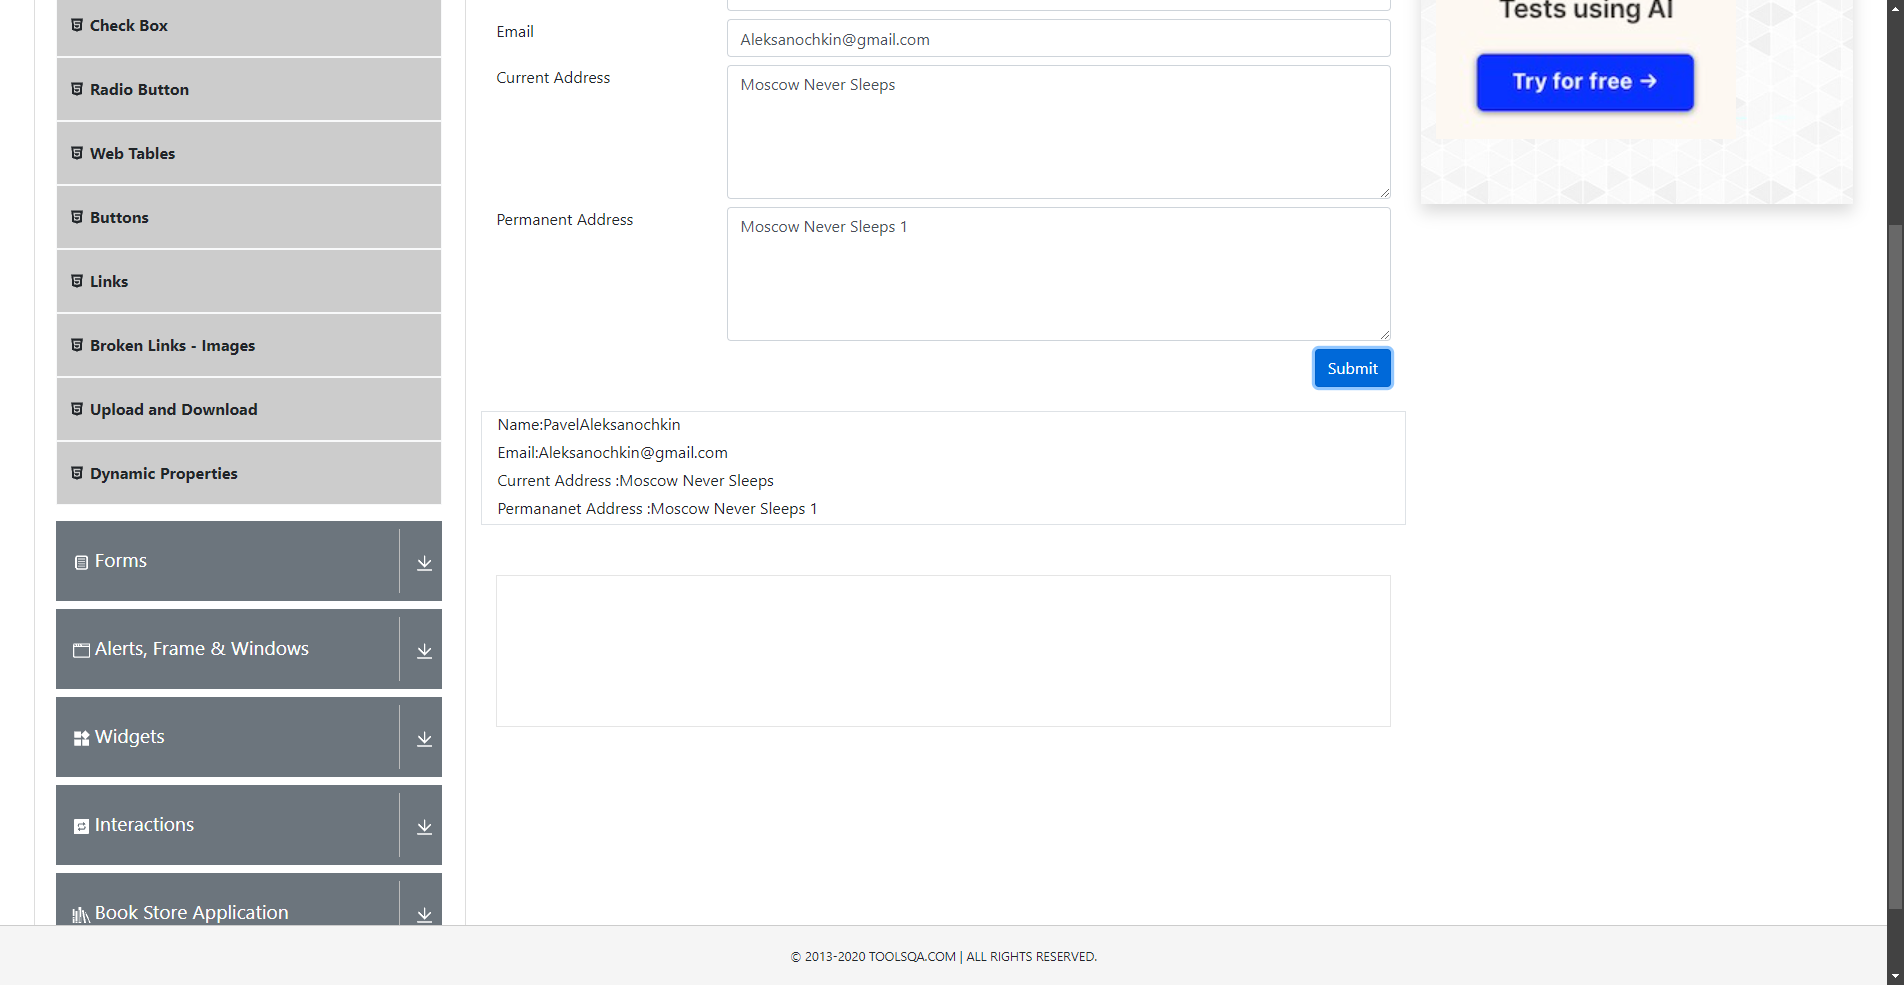 Check Box
Radio Button
Web Tables
Buttons
Links
Broken Links - Images
Upload and Download
Dynamic Properties
Forms
Alerts, Frame & Windows
Widgets
Interactions
Book Store Application
Email
Aleksanochkin@gmail.com
Current Address
Moscow Never Sleeps
Permanent Address
Moscow Never Sleeps 1
Submit
Name:PavelAleksanochkin
Email:Aleksanochkin@gmail.com
Current Address :Moscow Never Sleeps
Permananet Address :Moscow Never Sleeps 1
Tests using AI
Try for free →
© 2013-2020 TOOLSQA.COM | ALL RIGHTS RESERVED.